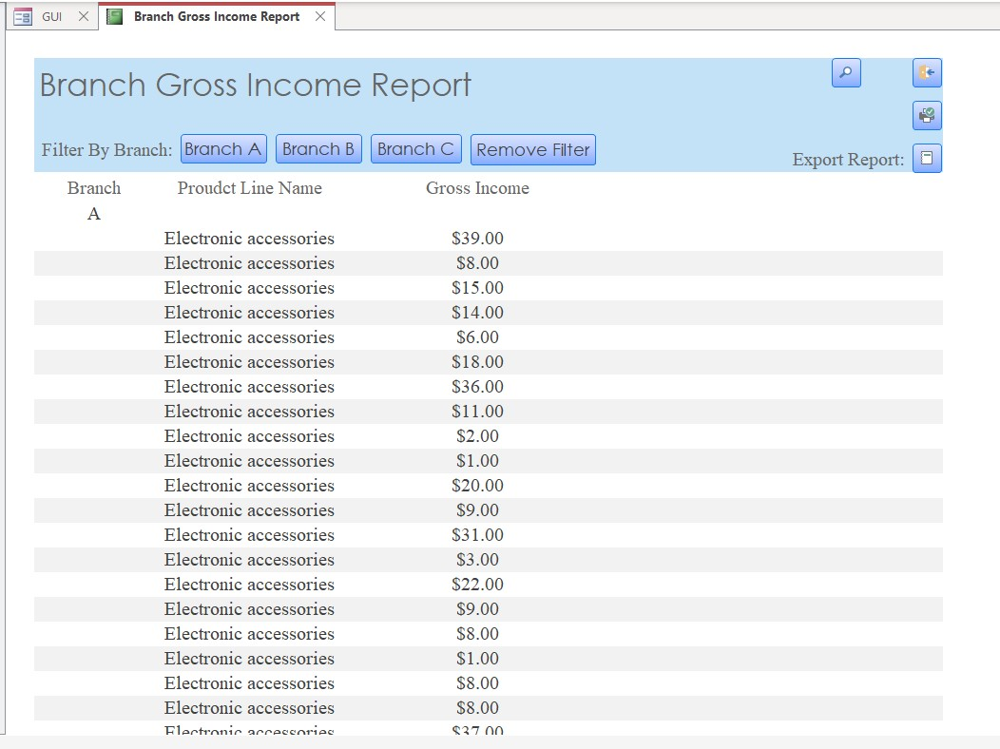 GUI Branch Gross Income Report
Branch Gross Income Report
Filter By Branch: Branch A Branch B Branch C Remove Filter
Export Report:
Branch Proudct Line Name Gross Income
A
Electronic accessories $39.00
Electronic accessories $8.00
Electronic accessories $15.00
Electronic accessories $14.00
Electronic accessories $6.00
Electronic accessories $18.00
Electronic accessories $36.00
Electronic accessories $11.00
Electronic accessories $2.00
Electronic accessories $1.00
Electronic accessories $20.00
Electronic accessories $9.00
Electronic accessories $31.00
Electronic accessories $3.00
Electronic accessories $22.00
Electronic accessories $9.00
Electronic accessories $8.00
Electronic accessories $1.00
Electronic accessories $8.00
Electronic accessories $8.00
Electronic accessories $37.00